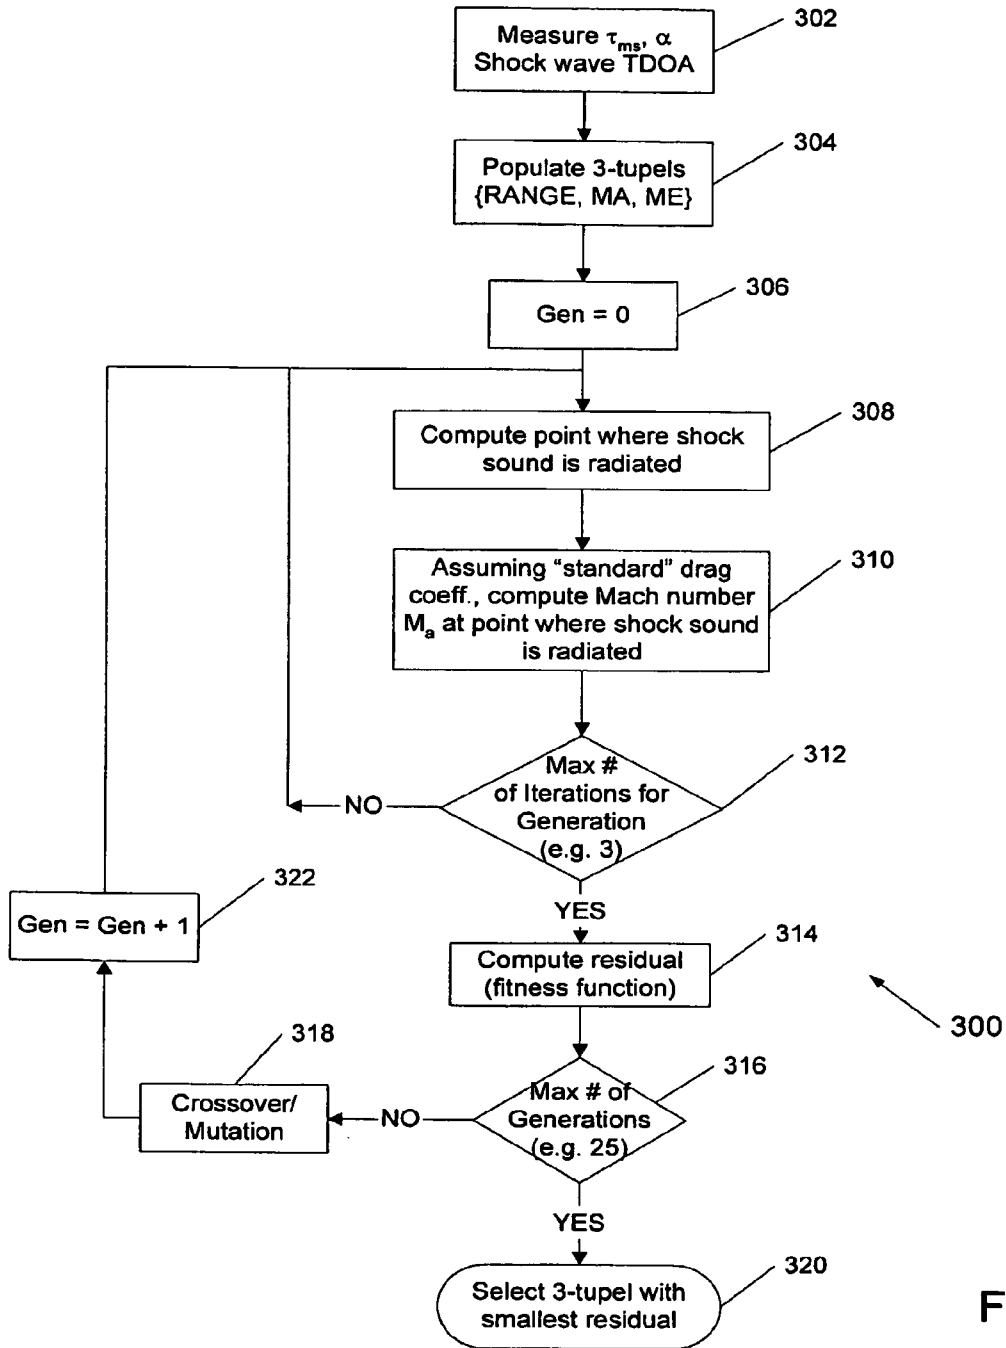 Measure τms, α
Shock wave TDOA
302
Populate 3-tupels
{RANGE, MA, ME}
304
Gen = 0
306
Compute point where shock
sound is radiated
308
Assuming “standard” drag
coeff., compute Mach number
Ma at point where shock sound
is radiated
310
Max #
of Iterations for
Generation
(e.g. 3)
312
NO
YES
Compute residual
(fitness function)
314
Max # of
Generations
(e.g. 25)
316
NO
Crossover/
Mutation
318
Gen = Gen + 1
322
YES
Select 3-tupel with
smallest residual
320
300
F